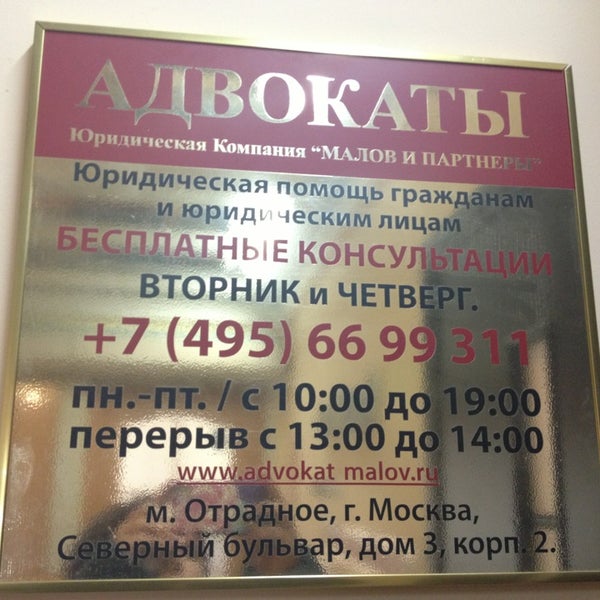 АДВОКАТЫ
Юридическая Компания "МАЛОВ И ПАРТНЕРЫ"
Юридическая помощь гражданам
и юридическим лицам
БЕСПЛАТНЫЕ КОНСУЛЬТАЦИИ
ВТОРНИК и ЧЕТВЕРГ.
+7 (495) 66 99 311
пн.-пт. / с 10:00 до 19:00
перерыв с 13:00 до 14:00
www.advokat malov.ru
м. Отрадное, г. Москва,
Северный бульвар, дом 3, корп. 2.